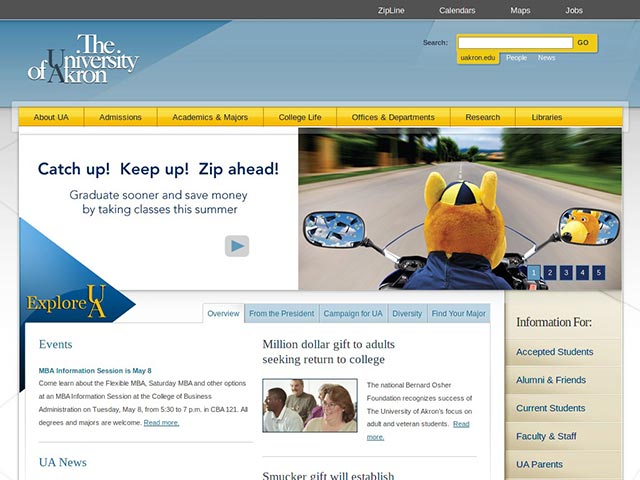 ZipLine Calendars Maps Jobs
The University of Akron
Search: GO
uakron.edu People News
About UA Admissions Academics & Majors College Life Offices & Departments Research Libraries
Catch up! Keep up! Zip ahead!
Graduate sooner and save money
by taking classes this summer
1 2 3 4 5
Explore UA
Overview From the President Campaign for UA Diversity Find Your Major
Events
MBA Information Session is May 8
Come learn about the Flexible MBA, Saturday MBA and other options
at an MBA Information Session at the College of Business
Administration on Tuesday, May 8, from 5:30 to 7 p.m. in CBA 121. All
degrees and majors are welcome. Read more.
UA News
Million dollar gift to adults
seeking return to college
The national Bernard Osher
Foundation recognizes success of
The University of Akron's focus on
adult and veteran students. Read
more.
Smucker gift will establish
Information For:
Accepted Students
Alumni & Friends
Current Students
Faculty & Staff
UA Parents